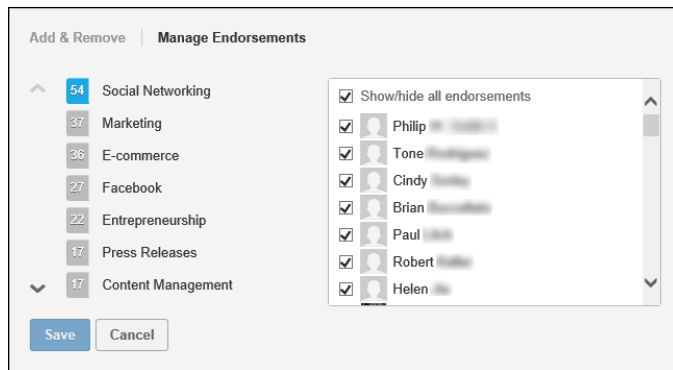 Add & Remove Manage Endorsements
54 Social Networking
37 Marketing
36 E-commerce
27 Facebook
22 Entrepreneurship
17 Press Releases
17 Content Management
Show/hide all endorsements
Philip
Tone
Cindy
Brian
Paul
Robert
Helen
Save Cancel